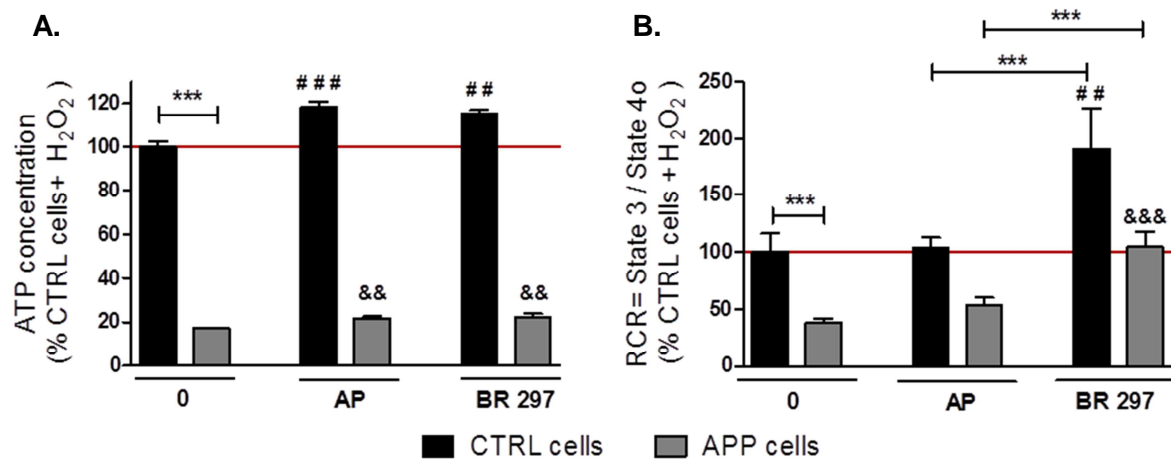 A.
ATP concentration
(% CTRL cells+ H2O2 )
120
100
80
60
40
20
0
***
# # #
# #
&&
&&
0
AP
BR 297
B.
RCR= State 3 / State 4o
(% CTRL cells + H2O2 )
250
200
150
100
50
0
***
***
***
# #
&&&
0
AP
BR 297
CTRL cells
APP cells